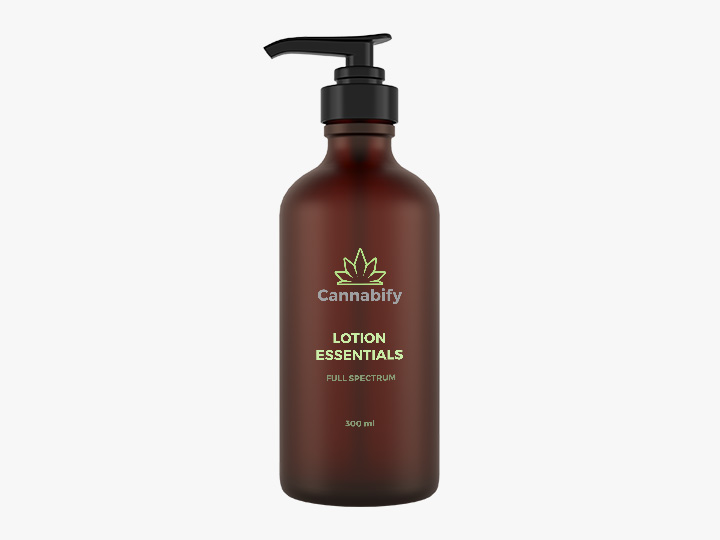 Cannabify
LOTION
ESSENTIALS
FULL SPECTRUM
300 ml